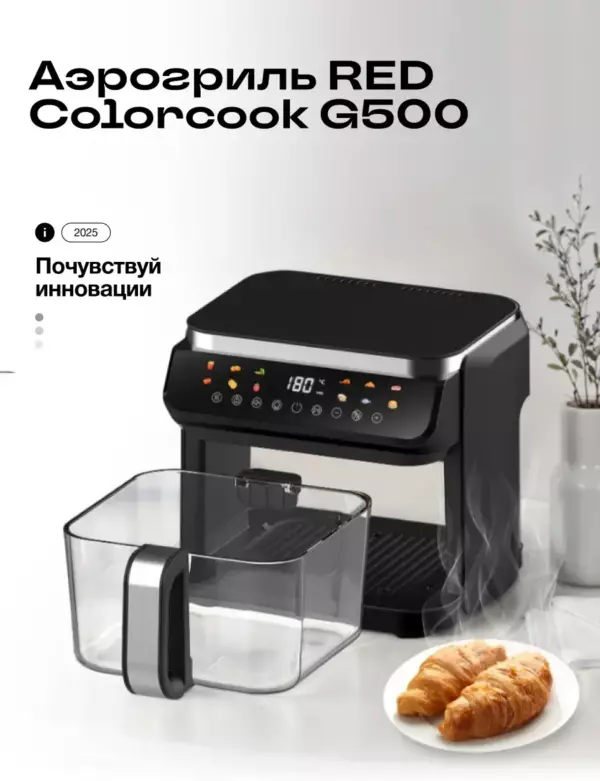 Аэрогриль RED
Colorcook G500
i 2025
Почувствуй
инновации
180 °C